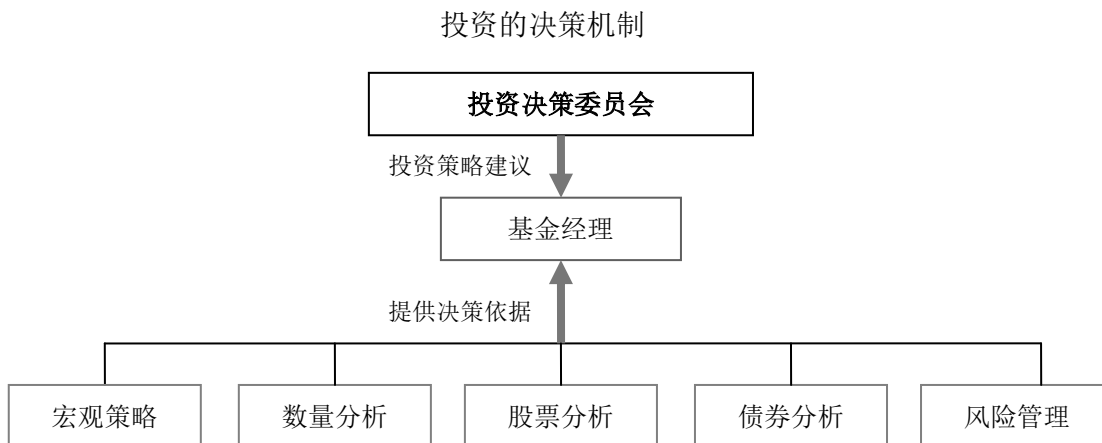 投资的决策机制
投资决策委员会
投资策略建议
基金经理
提供决策依据
宏观策略
数量分析
股票分析
债券分析
风险管理